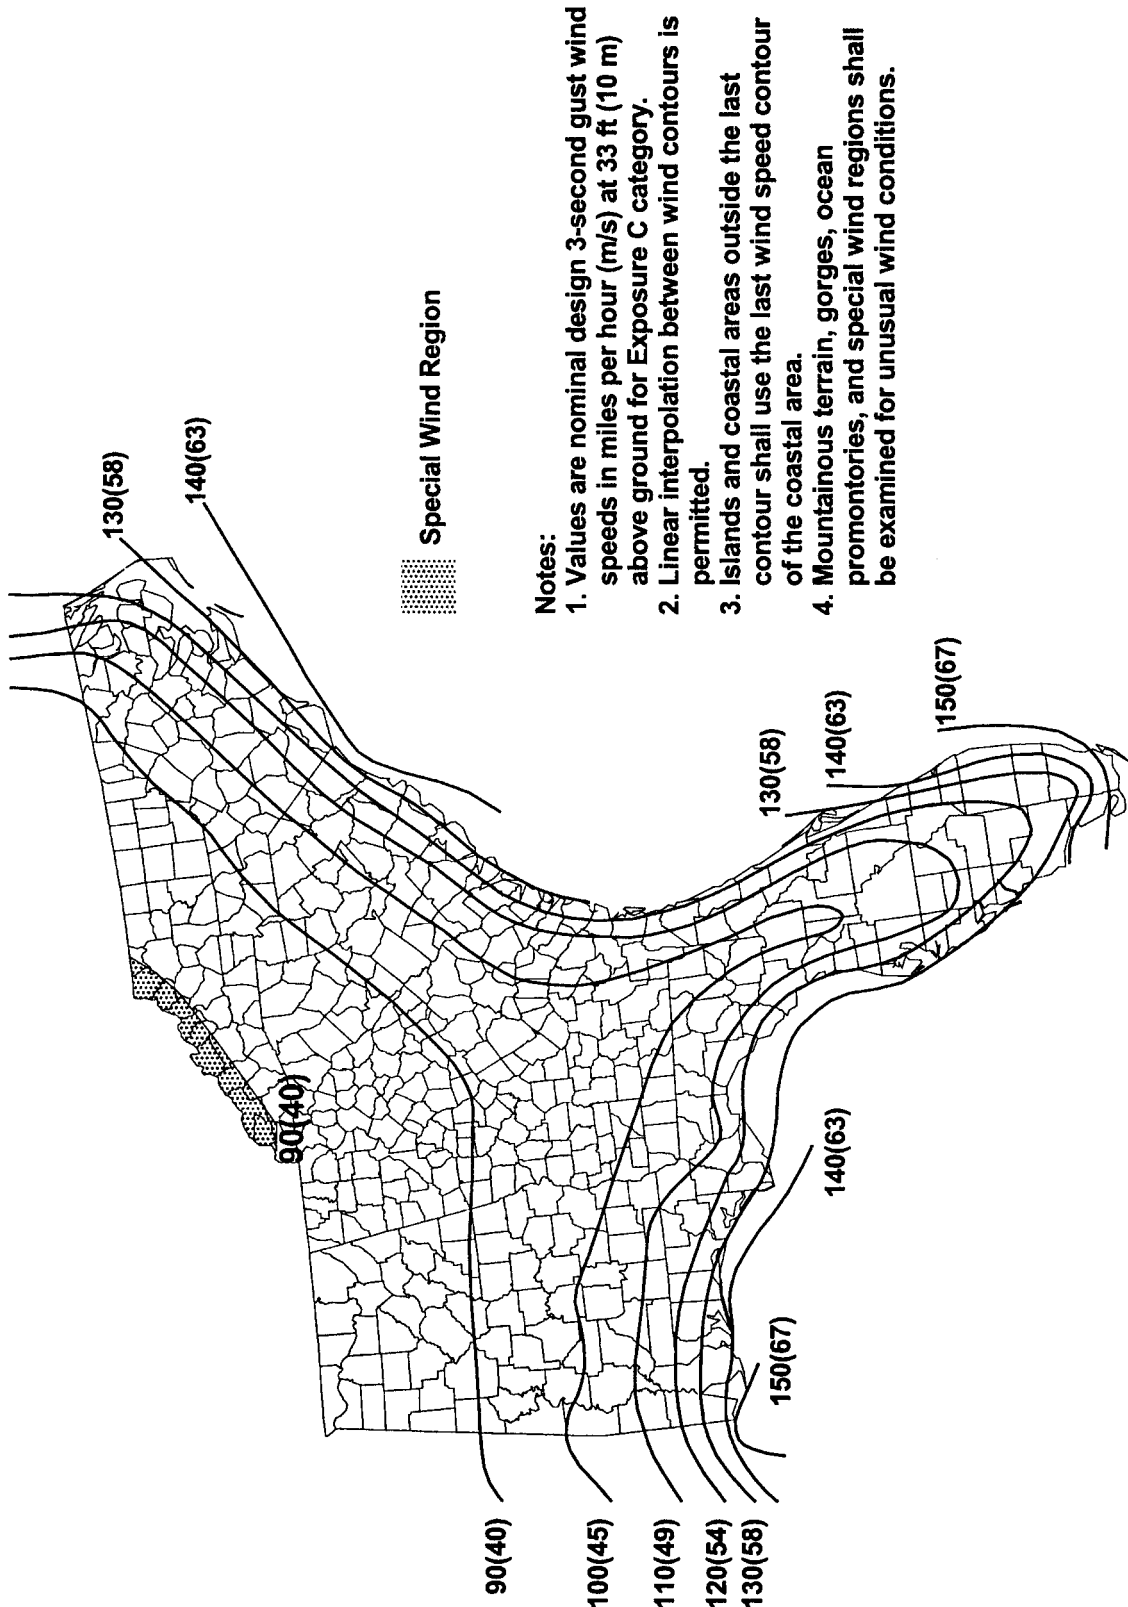 130(58)
140(63)
Special Wind Region
Notes:
1. Values are nominal design 3-second gust wind
speeds in miles per hour (m/s) at 33 ft (10 m)
above ground for Exposure C category.
2. Linear interpolation between wind contours is
permitted.
3. Islands and coastal areas outside the last
contour shall use the last wind speed contour
of the coastal area.
4. Mountainous terrain, gorges, ocean
promontories, and special wind regions shall
be examined for unusual wind conditions.
90(40)
130(58)
140(63)
150(67)
140(63)
150(67)
90(40)
100(45)
110(49)
120(54)
130(58)